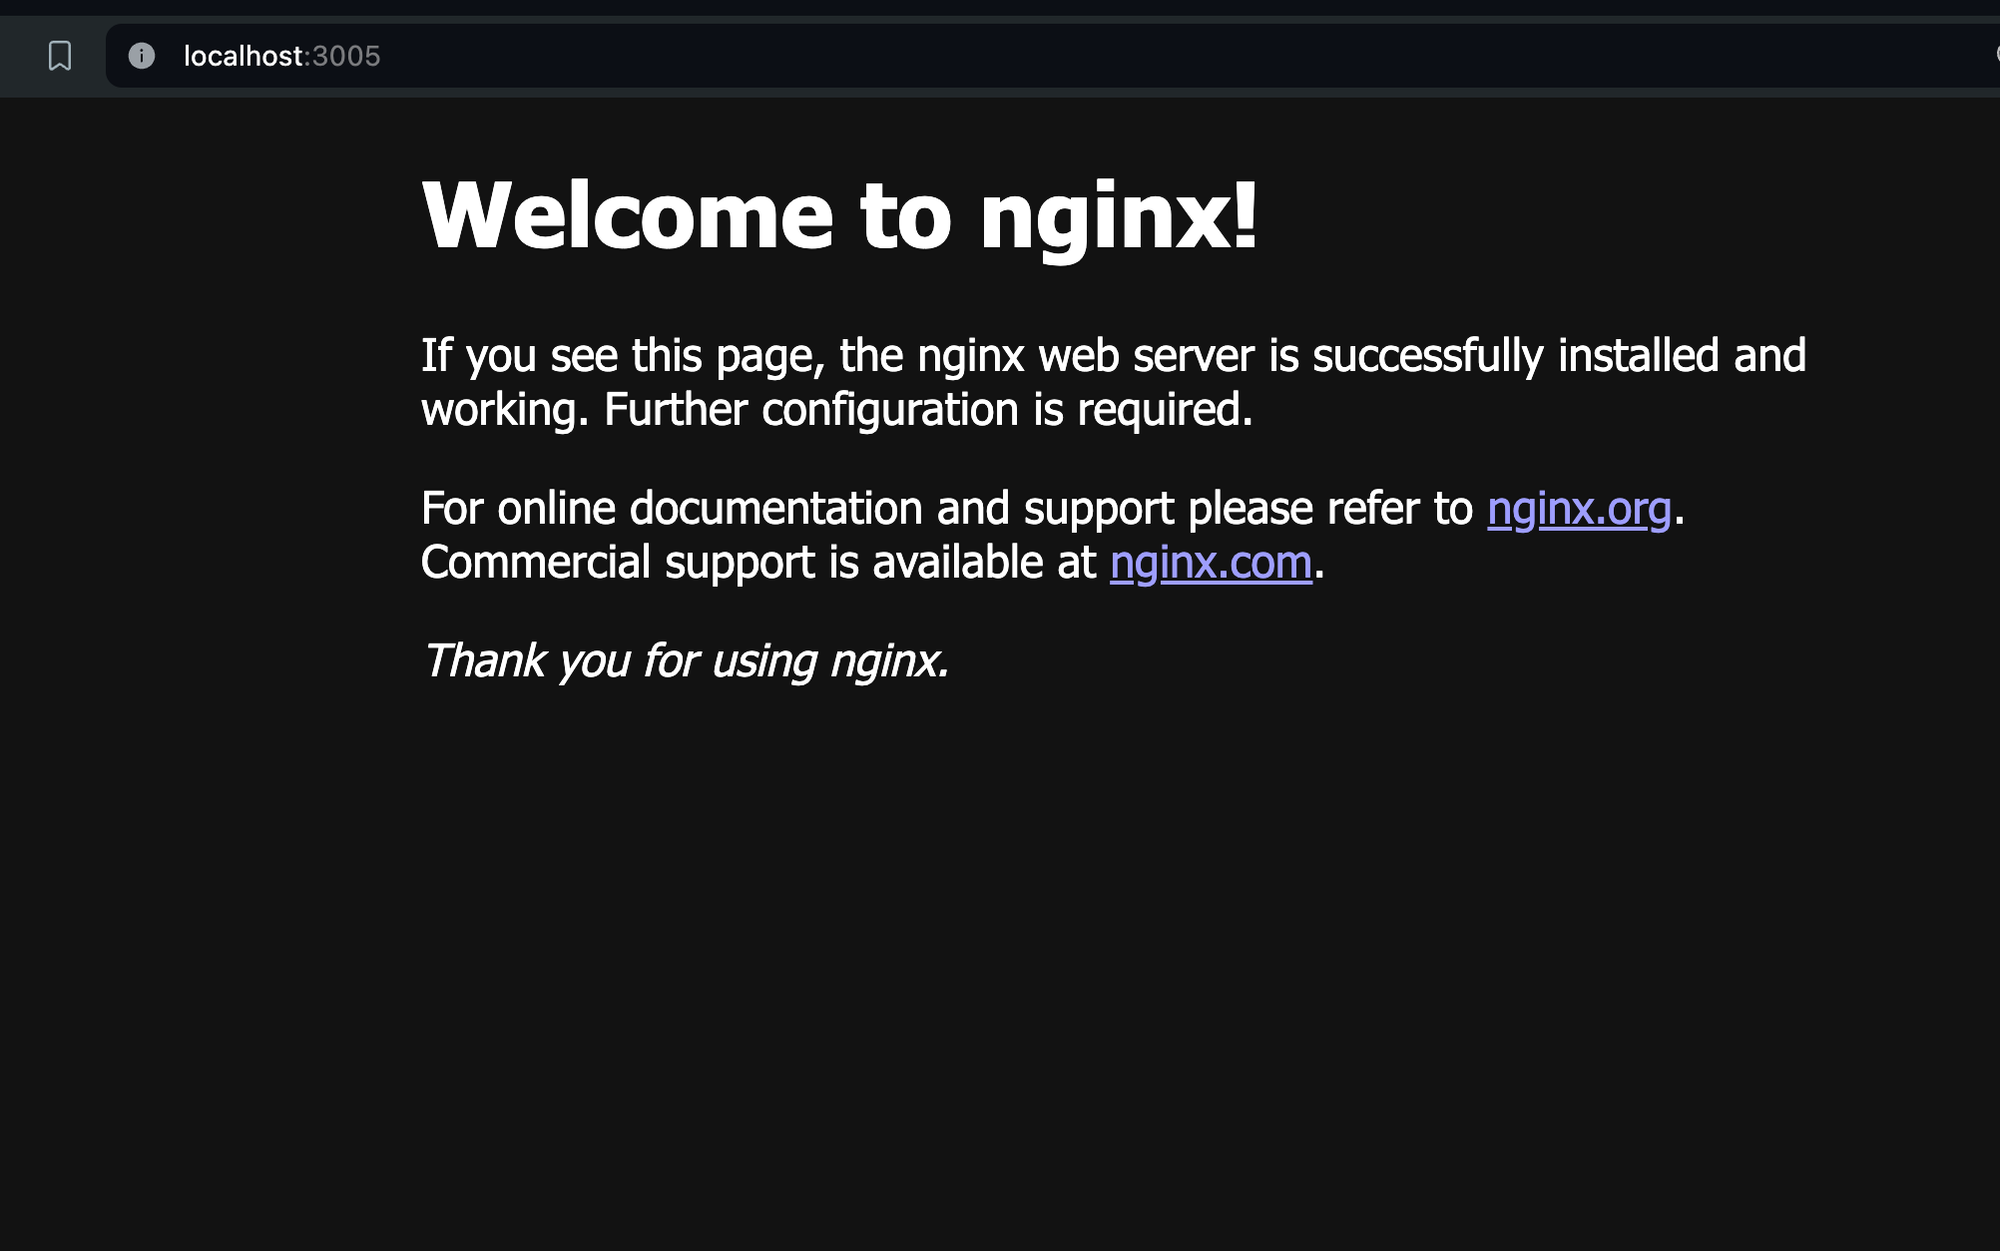 localhost:3005
Welcome to nginx!
If you see this page, the nginx web server is successfully installed and
working. Further configuration is required.
For online documentation and support please refer to nginx.org.
Commercial support is available at nginx.com.
Thank you for using nginx.